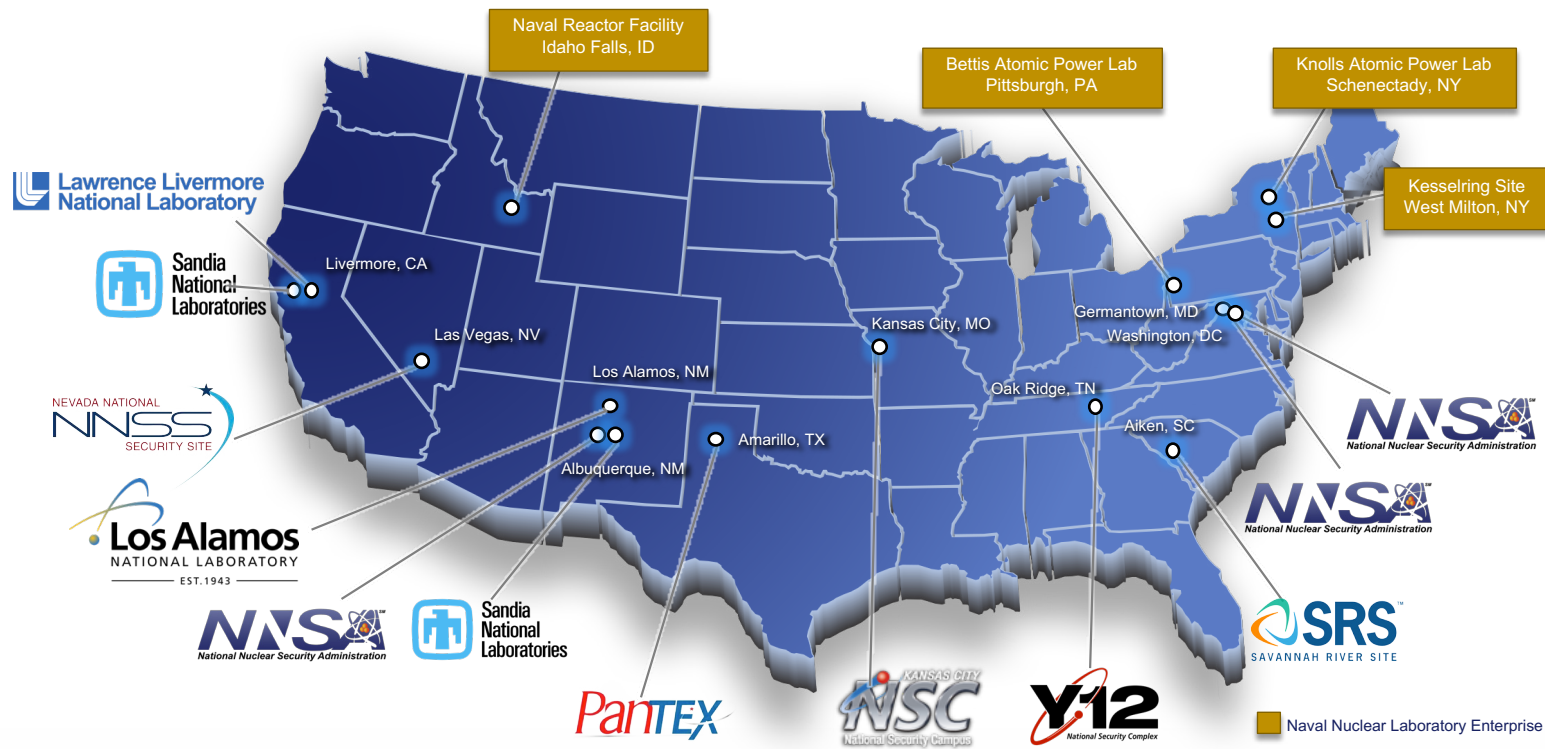 Naval Reactor Facility
Idaho Falls, ID
Bettis Atomic Power Lab
Pittsburgh, PA
Knolls Atomic Power Lab
Schenectady, NY
Kesselring Site
West Milton, NY
Lawrence Livermore
National Laboratory
Sandia
National
Laboratories
Livermore, CA
Las Vegas, NV
Los Alamos, NM
Albuquerque, NM
Amarillo, TX
Kansas City, MO
Germantown, MD
Washington, DC
Oak Ridge, TN
Aiken, SC
NEVADA NATIONAL
NNSS
SECURITY SITE
Los Alamos
NATIONAL LABORATORY
EST.1943
NNSA
National Nuclear Security Administration
Sandia
National
Laboratories
PanTEX
KANSAS CITY
NSC
National Security Campus
Y-12
National Security Complex
NNSA™
National Nuclear Security Administration
NNSA
National Nuclear Security Administration
SRS™
SAVANNAH RIVER SITE
Naval Nuclear Laboratory Enterprise